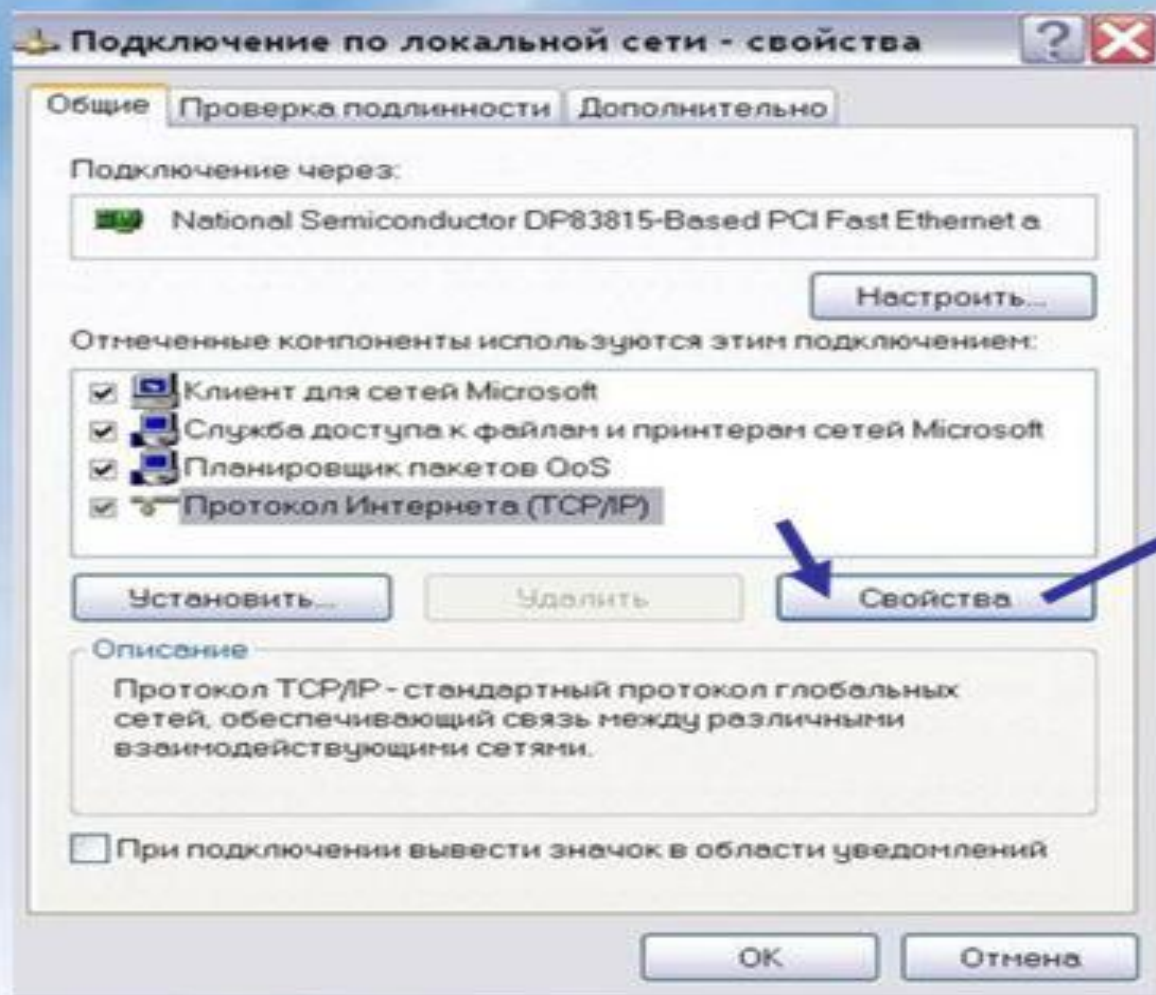 Подключение по локальной сети - свойства
Общие Проверка подлинности Дополнительно
Подключение через:
National Semiconductor DP83815-Based PCI Fast Ethernet a
Настроить...
Отмеченные компоненты используются этим подключением:
Клиент для сетей Microsoft
Служба доступа к файлам и принтерам сетей Microsoft
Планировщик пакетов QoS
Протокол Интернета (TCP/IP)
Установить... Удалить Свойства
Описание
Протокол TCP/IP - стандартный протокол глобальных
сетей, обеспечивающий связь между различными
взаимодействующими сетями.
При подключении вывести значок в области уведомлений
OK Отмена